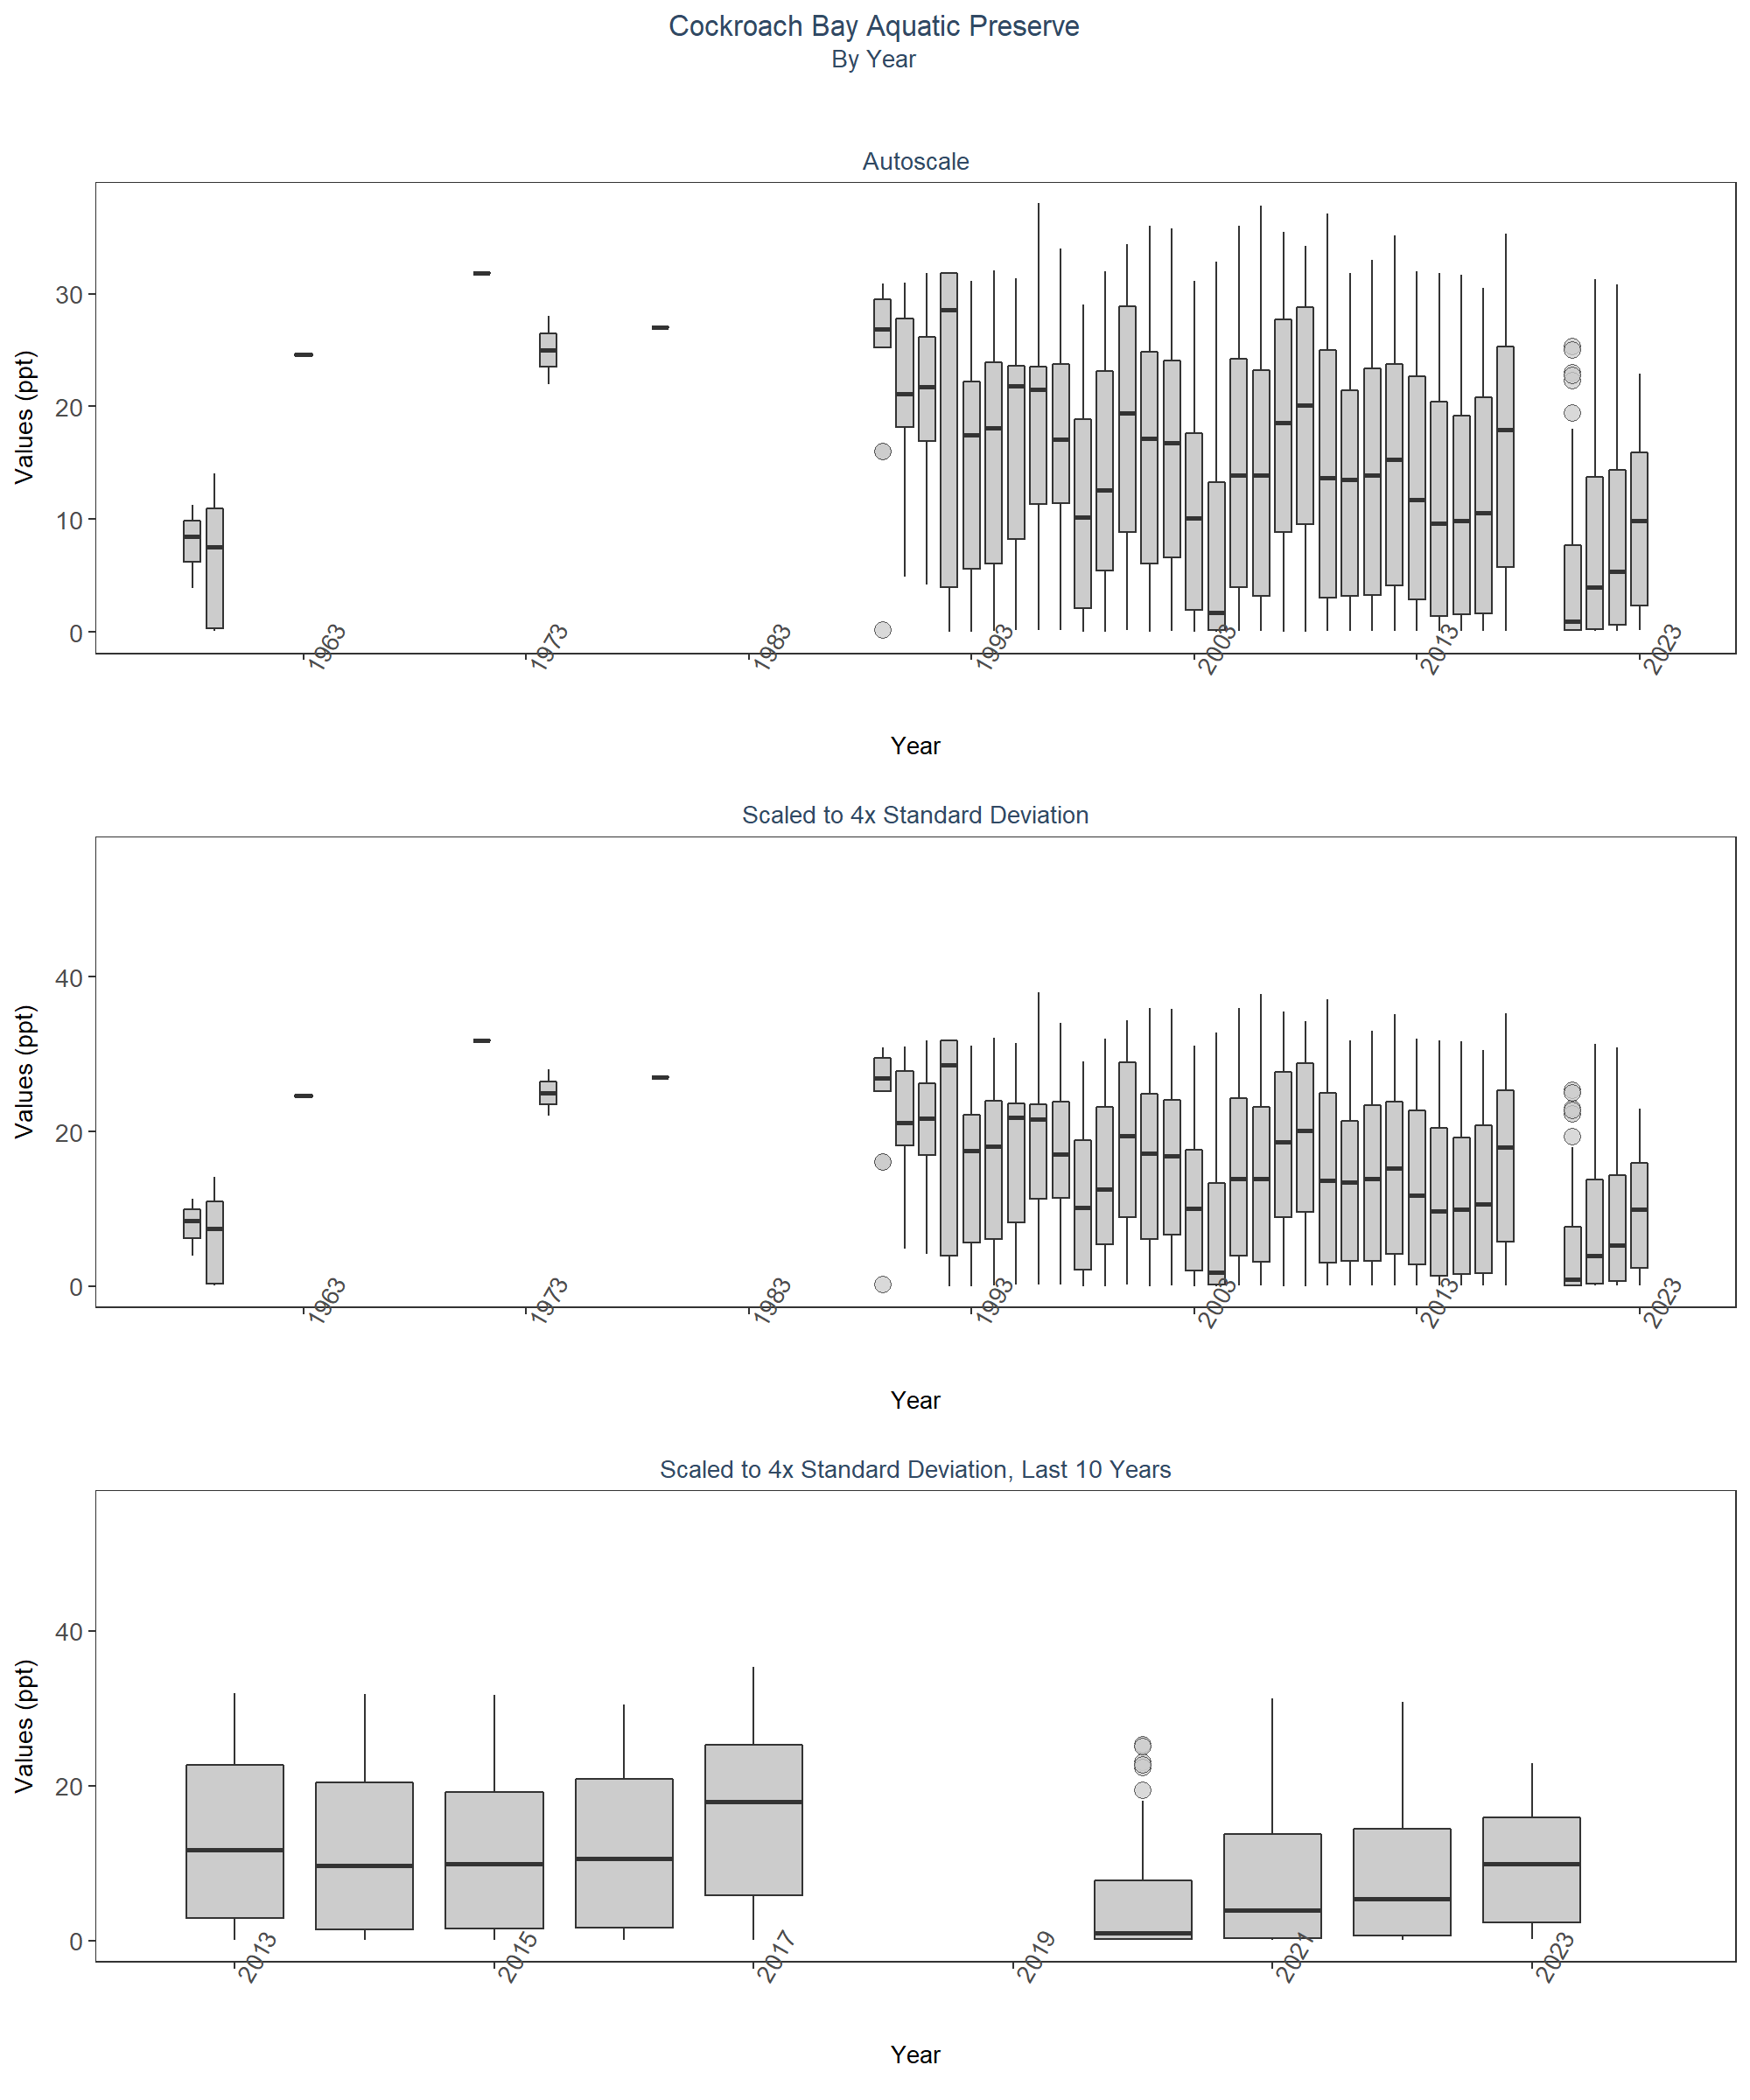 Cockroach Bay Aquatic Preserve
By Year
Autoscale
Values (ppt)
30
20
10
0
1963 1973 1983 1993 2003 2013 2023
Year
Scaled to 4x Standard Deviation
Values (ppt)
40
20
0
1963 1973 1983 1993 2003 2013 2023
Year
Scaled to 4x Standard Deviation, Last 10 Years
Values (ppt)
40
20
0
2013 2015 2017 2019 2021 2023
Year